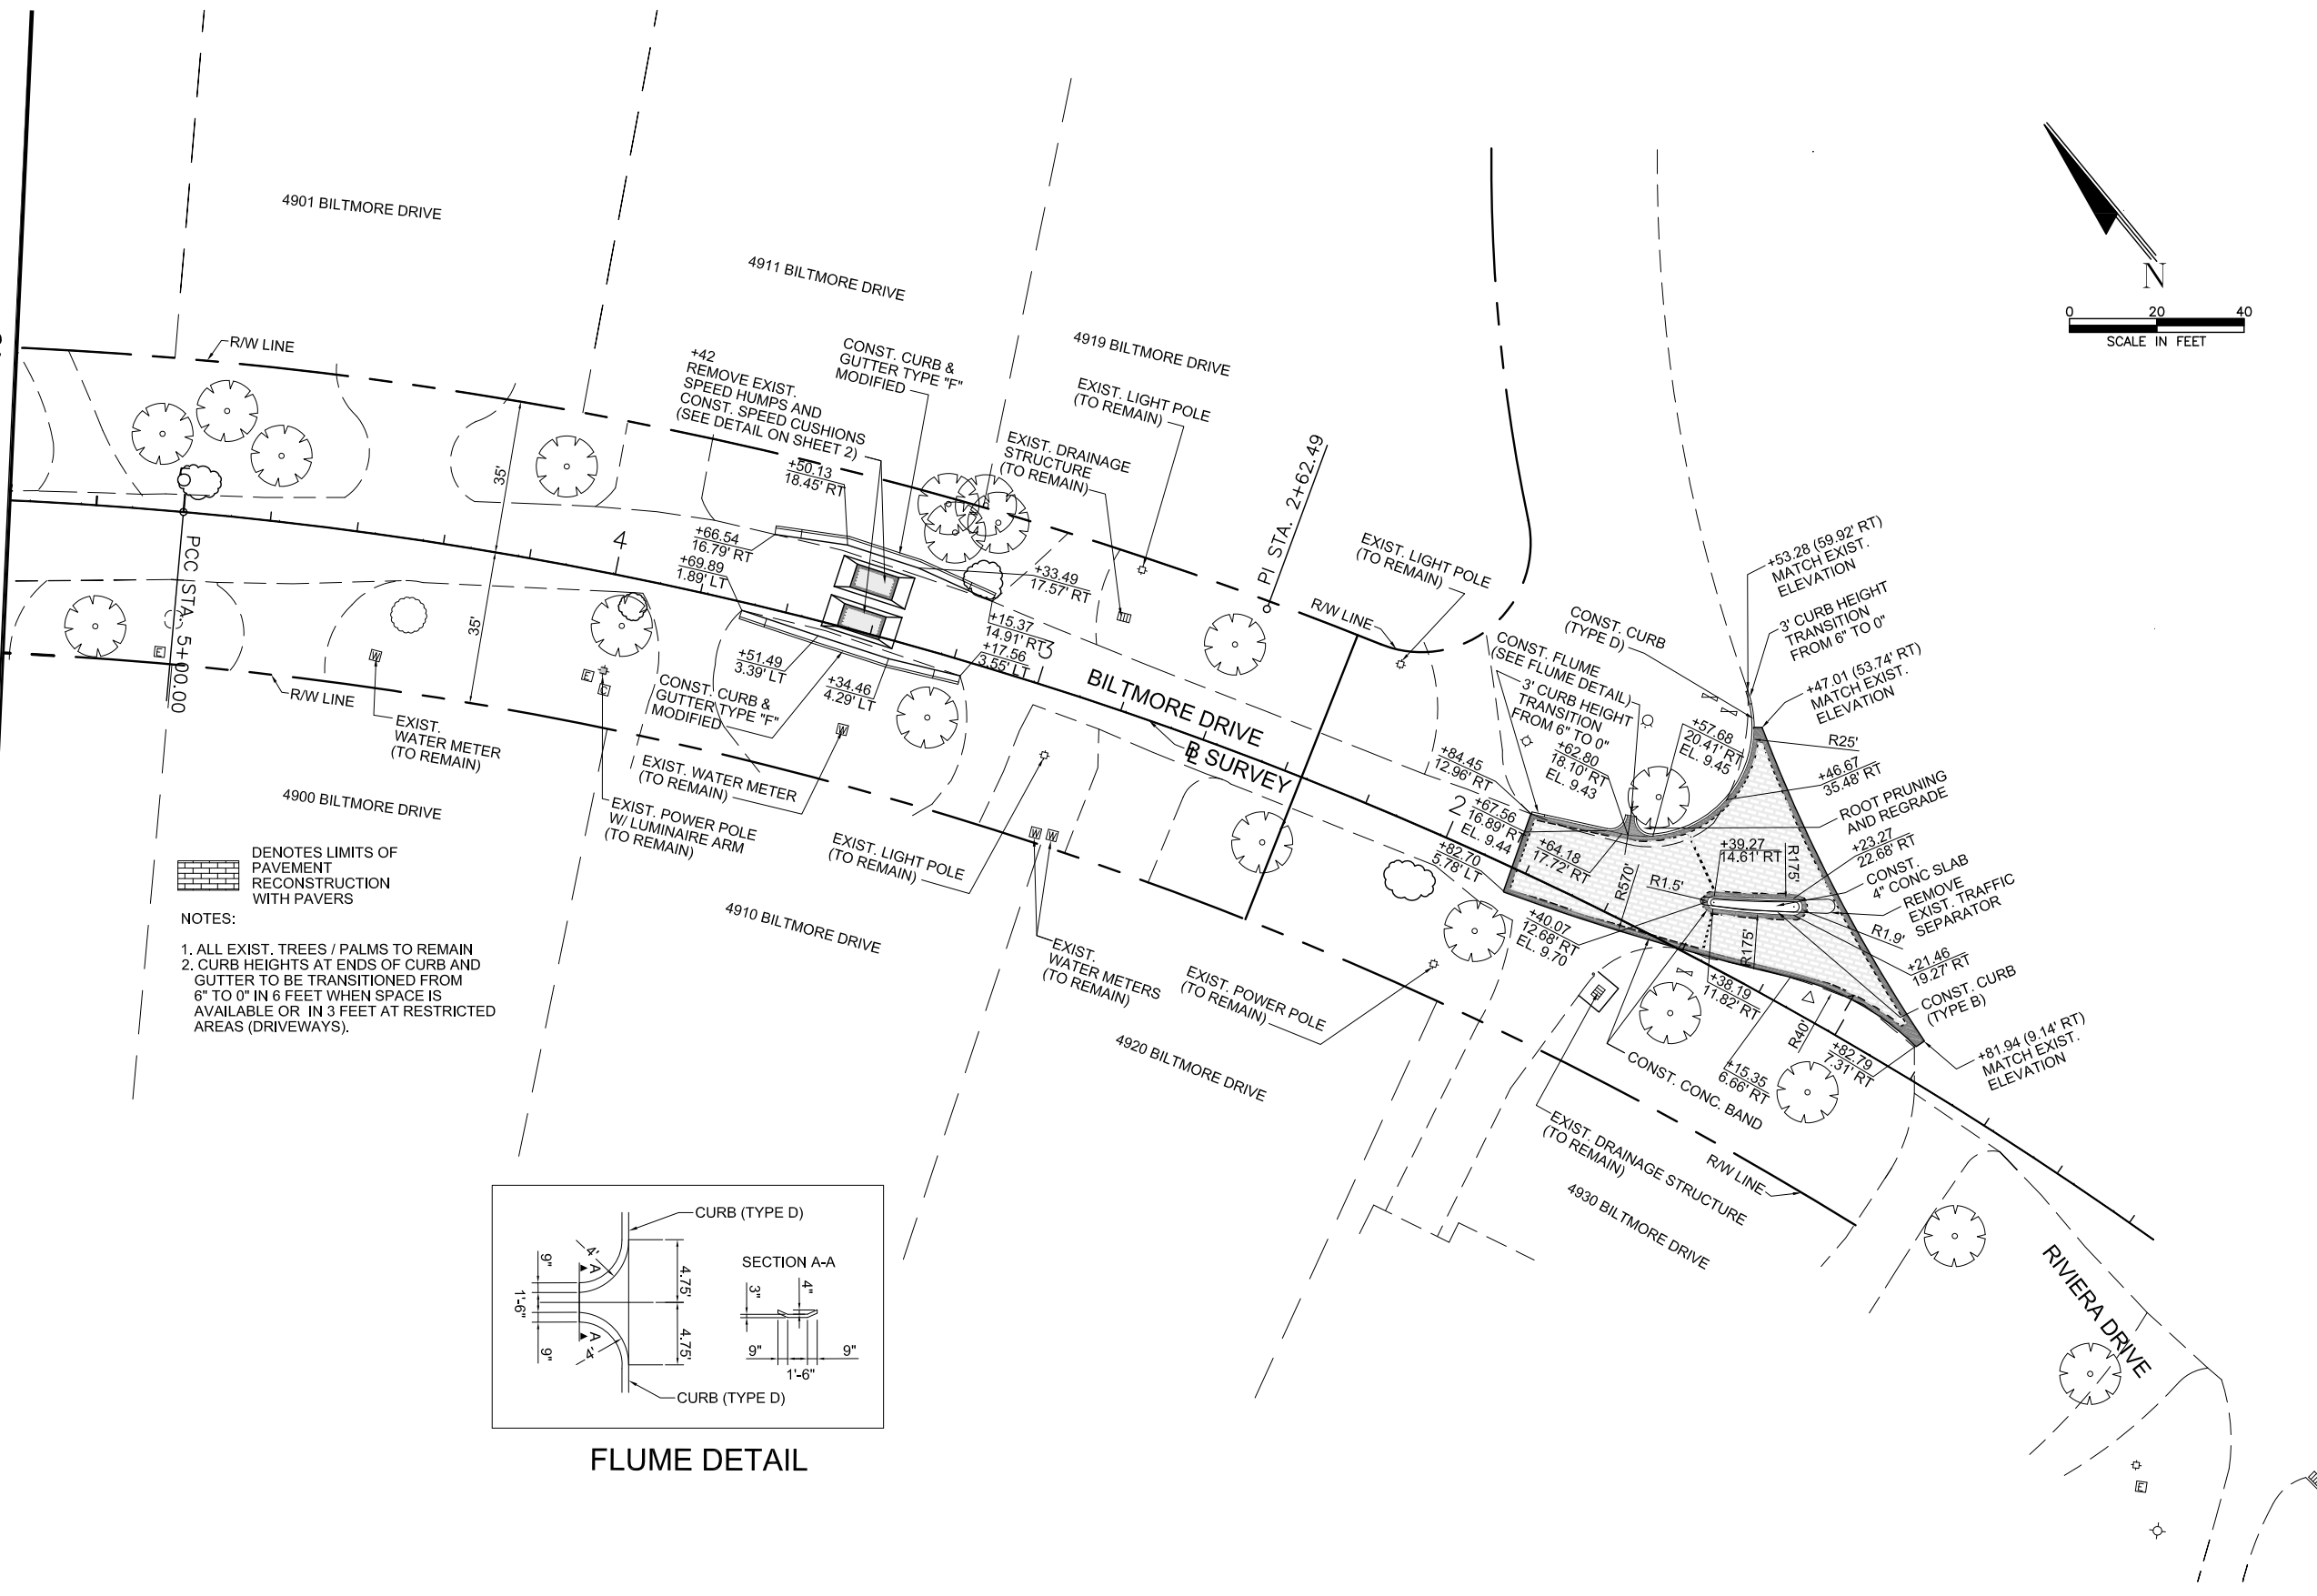 4901 BILTMORE DRIVE
4911 BILTMORE DRIVE
4919 BILTMORE DRIVE
R/W LINE
+42
REMOVE EXIST.
SPEED HUMPS AND
CONST. SPEED CUSHIONS
(SEE DETAIL ON SHEET 2)
CONST. CURB &
GUTTER TYPE "F"
MODIFIED
EXIST. LIGHT POLE
(TO REMAIN)
EXIST. DRAINAGE
STRUCTURE
(TO REMAIN)
N
0 20 40
SCALE IN FEET
35'
35'
+50.13
18.45' RT
+66.54
16.79' RT
+69.89
1.89' LT
+33.49
17.57' RT
+15.37
14.91' RT
+17.56
3.55' LT
+51.49
3.39' LT
+34.46
4.29' LT
4
3
2
PCC STA. 5+00.00
PI STA. 2+62.49
R/W LINE
EXIST.
WATER METER
(TO REMAIN)
4900 BILTMORE DRIVE
CONST. CURB &
GUTTER TYPE "F"
MODIFIED
EXIST. WATER METER
(TO REMAIN)
EXIST. POWER POLE
W/ LUMINAIRE ARM
(TO REMAIN)
EXIST. LIGHT POLE
(TO REMAIN)
4910 BILTMORE DRIVE
BILTMORE DRIVE
BL SURVEY
EXIST.
WATER METERS
(TO REMAIN)
EXIST. POWER POLE
(TO REMAIN)
4920 BILTMORE DRIVE
R/W LINE
EXIST. LIGHT POLE
(TO REMAIN)
CONST. CURB
(TYPE D)
CONST. FLUME
(SEE FLUME DETAIL)
3' CURB HEIGHT
TRANSITION
FROM 6" TO 0"
+53.28 (59.92' RT)
MATCH EXIST.
ELEVATION
3' CURB HEIGHT
TRANSITION
FROM 6" TO 0"
+47.01 (53.74' RT)
MATCH EXIST.
ELEVATION
R25'
+46.67
35.48' RT
ROOT PRUNING
AND REGRADE
+57.68
20.41' RT
EL. 9.45
+62.80
18.10' RT
EL. 9.43
+84.45
12.96' RT
+67.56
16.89' RT
EL. 9.44
+82.70
5.78' LT
+64.18
17.72' RT
R570'
R1.5'
+39.27
14.61' RT
R175'
+23.27
22.68' RT
CONST.
4" CONC SLAB
REMOVE
EXIST. TRAFFIC
SEPARATOR
R1.9'
+21.46
19.27' RT
CONST. CURB
(TYPE B)
+40.07
12.68' RT
EL. 9.70
R175'
+38.19
11.82' RT
R40'
+15.35
6.66' RT
+82.79
7.31' RT
+81.94 (9.14' RT)
MATCH EXIST.
ELEVATION
CONST. CONC. BAND
EXIST. DRAINAGE STRUCTURE
(TO REMAIN)
R/W LINE
4930 BILTMORE DRIVE
RIVIERA DRIVE
E
W
E
C
W
W
W
E
DENOTES LIMITS OF
PAVEMENT
RECONSTRUCTION
WITH PAVERS
NOTES:
1. ALL EXIST. TREES / PALMS TO REMAIN
2. CURB HEIGHTS AT ENDS OF CURB AND
GUTTER TO BE TRANSITIONED FROM
6" TO 0" IN 6 FEET WHEN SPACE IS
AVAILABLE OR IN 3 FEET AT RESTRICTED
AREAS (DRIVEWAYS).
CURB (TYPE D)
4'
A
9"
1'-6"
9"
4.75'
4.75'
A
4'
CURB (TYPE D)
SECTION A-A
3"
4"
9"
1'-6"
9"
FLUME DETAIL